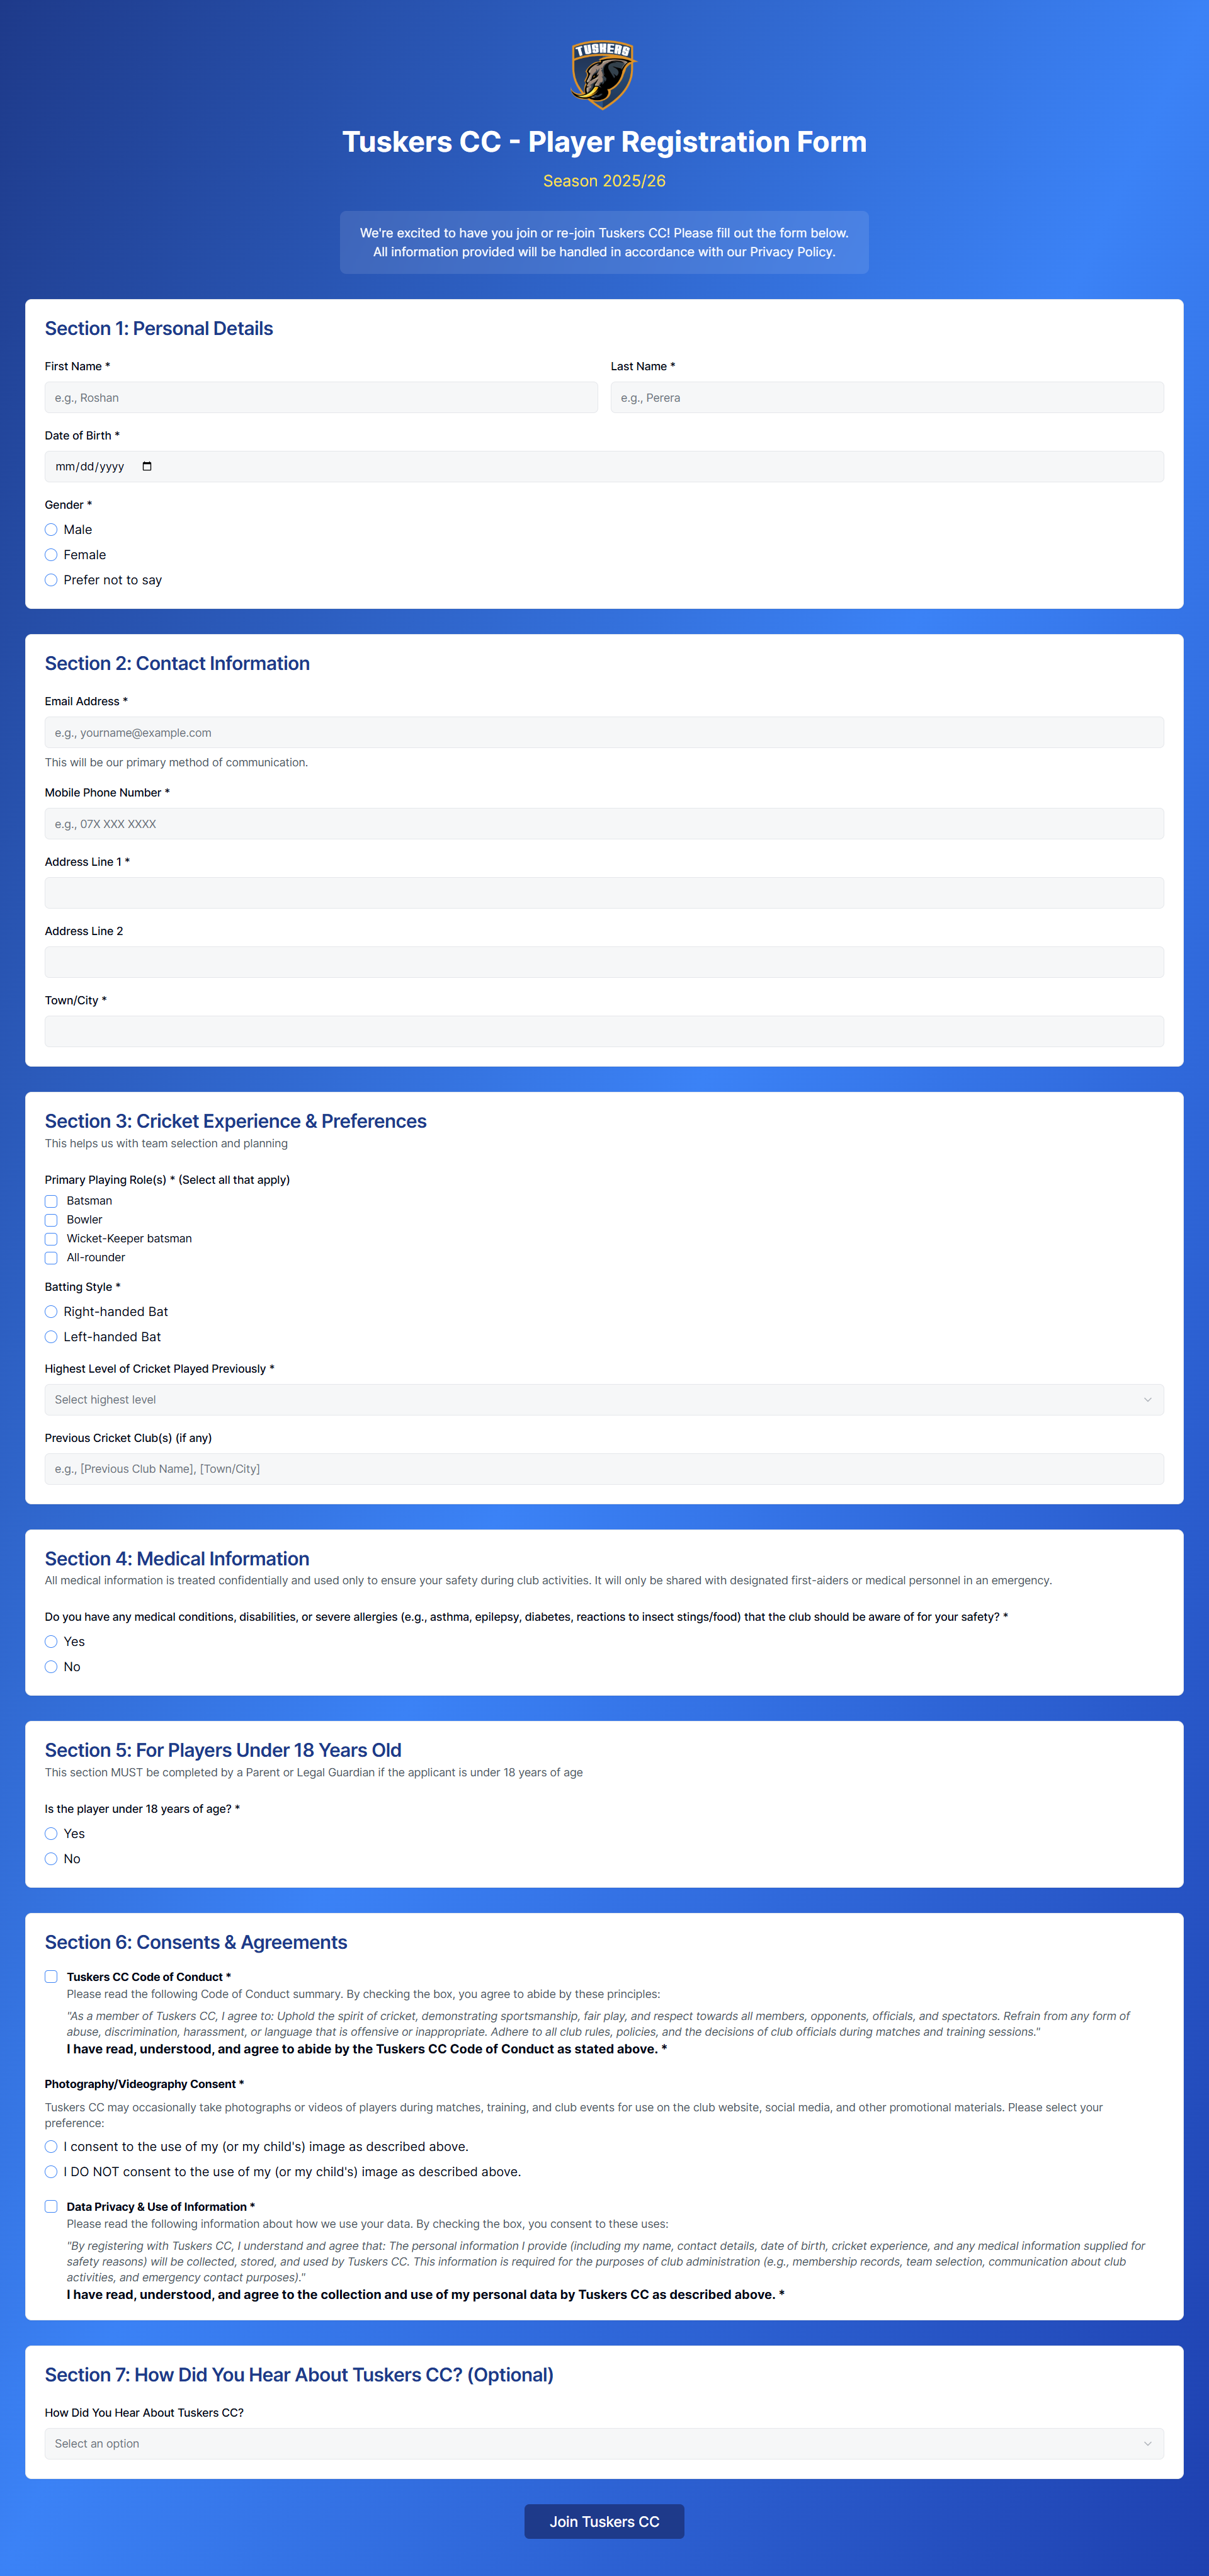 TUSKERS
Tuskers CC - Player Registration Form
Season 2025/26
We're excited to have you join or re-join Tuskers CC! Please fill out the form below.
All information provided will be handled in accordance with our Privacy Policy.
Section 1: Personal Details
First Name *
Last Name *
e.g., Roshan
e.g., Perera
Date of Birth *
mm/dd/yyyy
Gender *
Male
Female
Prefer not to say
Section 2: Contact Information
Email Address *
e.g., yourname@example.com
This will be our primary method of communication.
Mobile Phone Number *
e.g., 07X XXX XXXX
Address Line 1 *
Address Line 2
Town/City *
Section 3: Cricket Experience & Preferences
This helps us with team selection and planning
Primary Playing Role(s) * (Select all that apply)
Batsman
Bowler
Wicket-Keeper batsman
All-rounder
Batting Style *
Right-handed Bat
Left-handed Bat
Highest Level of Cricket Played Previously *
Select highest level
Previous Cricket Club(s) (if any)
e.g., [Previous Club Name], [Town/City]
Section 4: Medical Information
All medical information is treated confidentially and used only to ensure your safety during club activities. It will only be shared with designated first-aiders or medical personnel in an emergency.
Do you have any medical conditions, disabilities, or severe allergies (e.g., asthma, epilepsy, diabetes, reactions to insect stings/food) that the club should be aware of for your safety? *
Yes
No
Section 5: For Players Under 18 Years Old
This section MUST be completed by a Parent or Legal Guardian if the applicant is under 18 years of age
Is the player under 18 years of age? *
Yes
No
Section 6: Consents & Agreements
Tuskers CC Code of Conduct *
Please read the following Code of Conduct summary. By checking the box, you agree to abide by these principles:
"As a member of Tuskers CC, I agree to: Uphold the spirit of cricket, demonstrating sportsmanship, fair play, and respect towards all members, opponents, officials, and spectators. Refrain from any form of
abuse, discrimination, harassment, or language that is offensive or inappropriate. Adhere to all club rules, policies, and the decisions of club officials during matches and training sessions."
I have read, understood, and agree to abide by the Tuskers CC Code of Conduct as stated above. *
Photography/Videography Consent *
Tuskers CC may occasionally take photographs or videos of players during matches, training, and club events for use on the club website, social media, and other promotional materials. Please select your
preference:
I consent to the use of my (or my child's) image as described above.
I DO NOT consent to the use of my (or my child's) image as described above.
Data Privacy & Use of Information *
Please read the following information about how we use your data. By checking the box, you consent to these uses:
"By registering with Tuskers CC, I understand and agree that: The personal information I provide (including my name, contact details, date of birth, cricket experience, and any medical information supplied for
safety reasons) will be collected, stored, and used by Tuskers CC. This information is required for the purposes of club administration (e.g., membership records, team selection, communication about club
activities, and emergency contact purposes)."
I have read, understood, and agree to the collection and use of my personal data by Tuskers CC as described above. *
Section 7: How Did You Hear About Tuskers CC? (Optional)
How Did You Hear About Tuskers CC?
Select an option
Join Tuskers CC